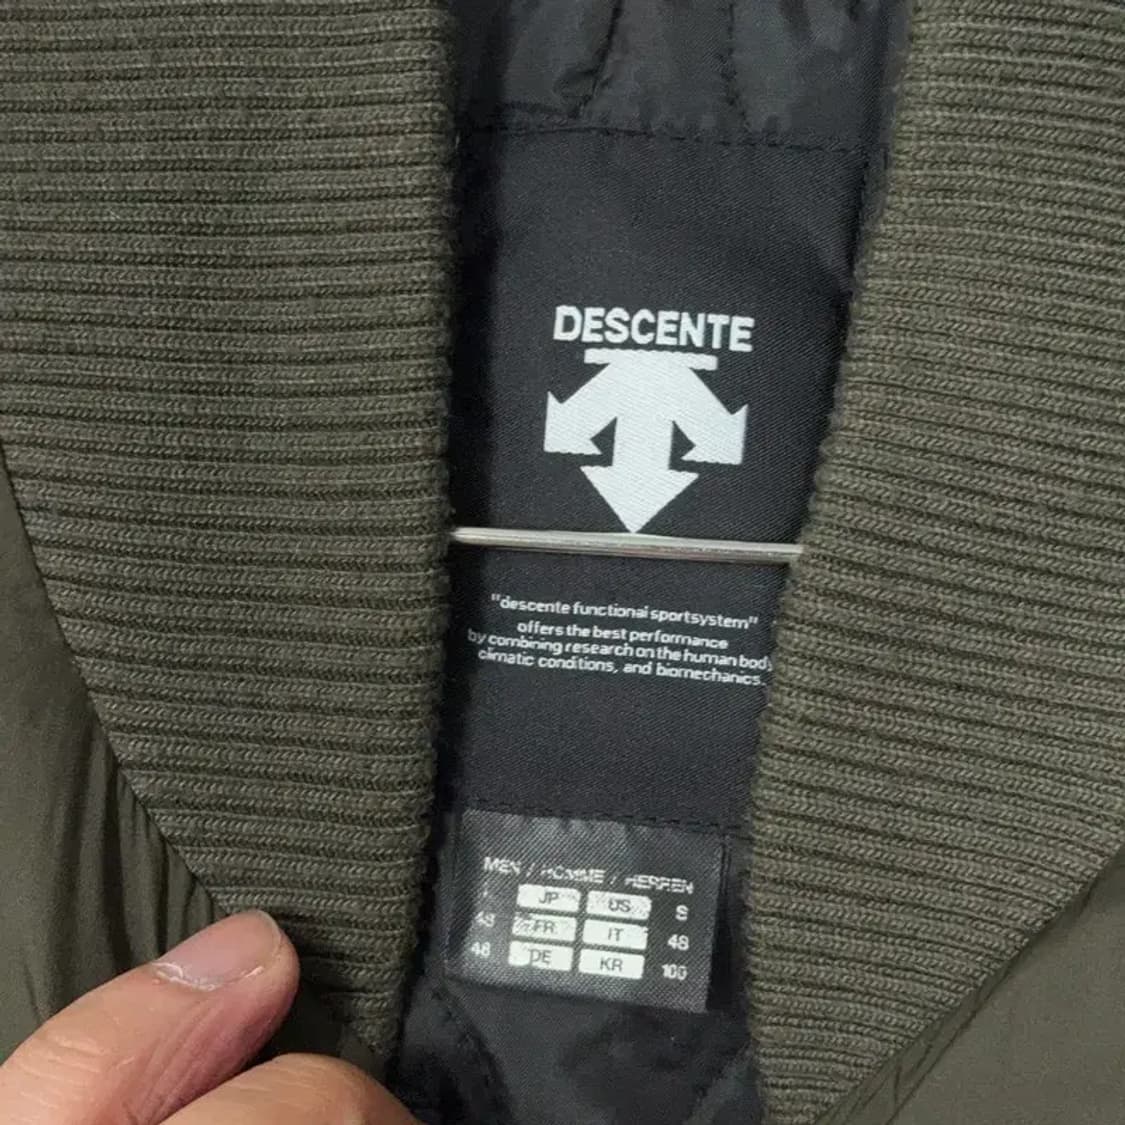 DESCENTE
"descente functional sportsystem"
offers the best performance
by combining research on the human body
climatic conditions, and biomechanics.
MEN / HOMME / HERREN
JP US S
48 FR IT 48
DE KR 100